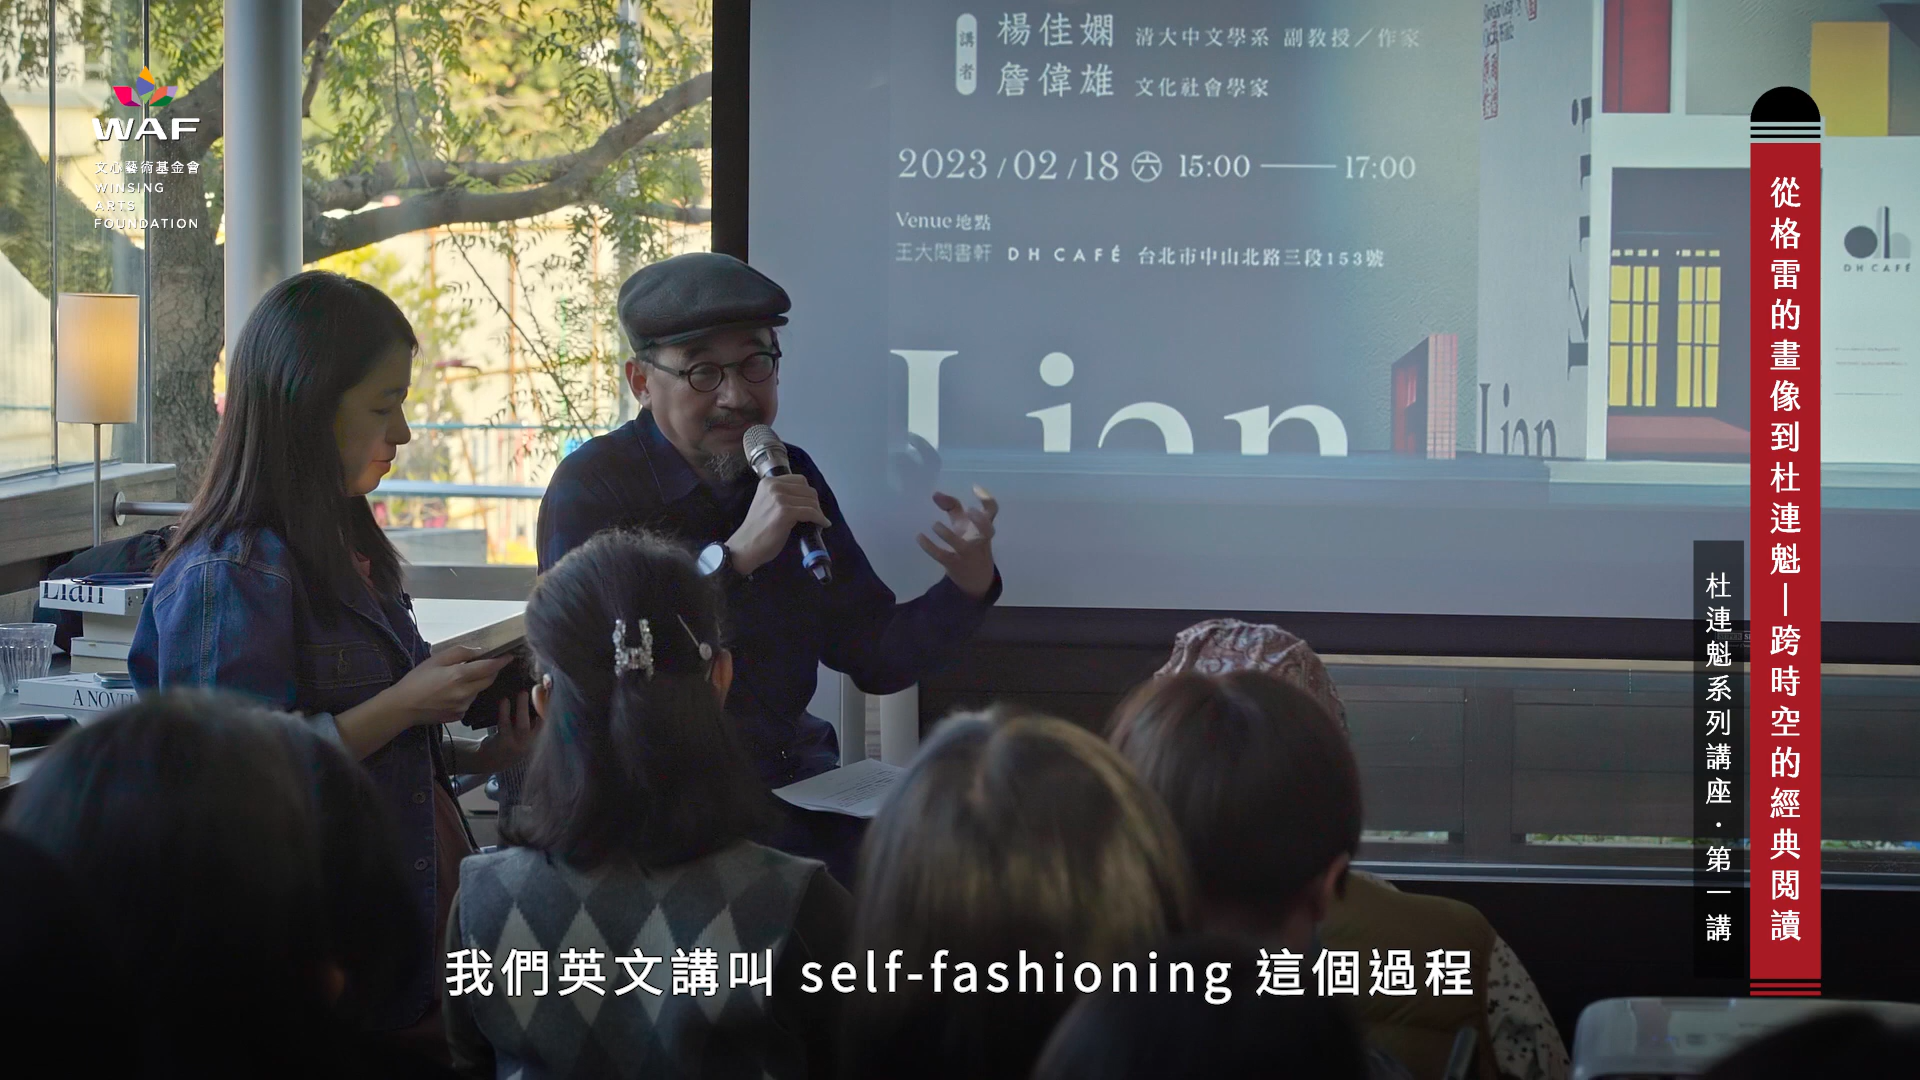 WAF
文心藝術基金會
WINSING
ARTS
FOUNDATION
講者
楊佳嫻 清大中文學系 副教授／作家
詹偉雄 文化社會學家
2023 / 02 / 18 ㊅ 15:00 —— 17:00
Venue 地點
王大閎書軒 DH CAFÉ 台北市中山北路三段153號
Lian
Lian
dh
DH CAFÉ
Lian
A NOVEL
從格雷的畫像到杜連魁—跨時空的經典閱讀
杜連魁系列講座．第一講
我們英文講叫 self-fashioning 這個過程